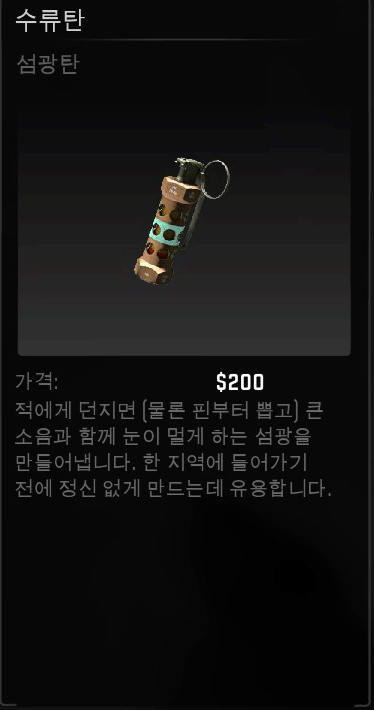 수류탄
섬광탄
가격: $200
적에게 던지면 (물론 핀부터 뽑고) 큰
소음과 함께 눈이 멀게 하는 섬광을
만들어냅니다. 한 지역에 들어가기
전에 정신 없게 만드는데 유용합니다.